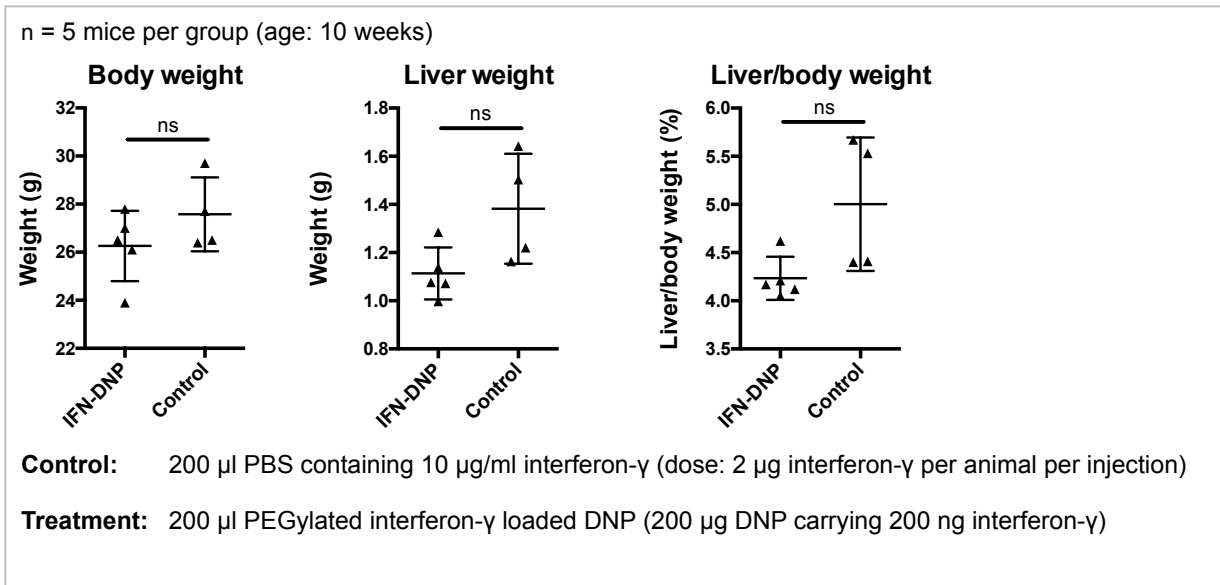 n = 5 mice per group (age: 10 weeks)
Body weight
Liver weight
Liver/body weight
32
30
28
26
24
22
Weight (g)
ns
IFN-DNP
Control
1.8
1.6
1.4
1.2
1.0
0.8
Weight (g)
ns
IFN-DNP
Control
6.0
5.5
5.0
4.5
4.0
3.5
Liver/body weight (%)
ns
IFN-DNP
Control
Control: 200 µl PBS containing 10 µg/ml interferon-γ (dose: 2 µg interferon-γ per animal per injection)
Treatment: 200 µl PEGylated interferon-γ loaded DNP (200 µg DNP carrying 200 ng interferon-γ)